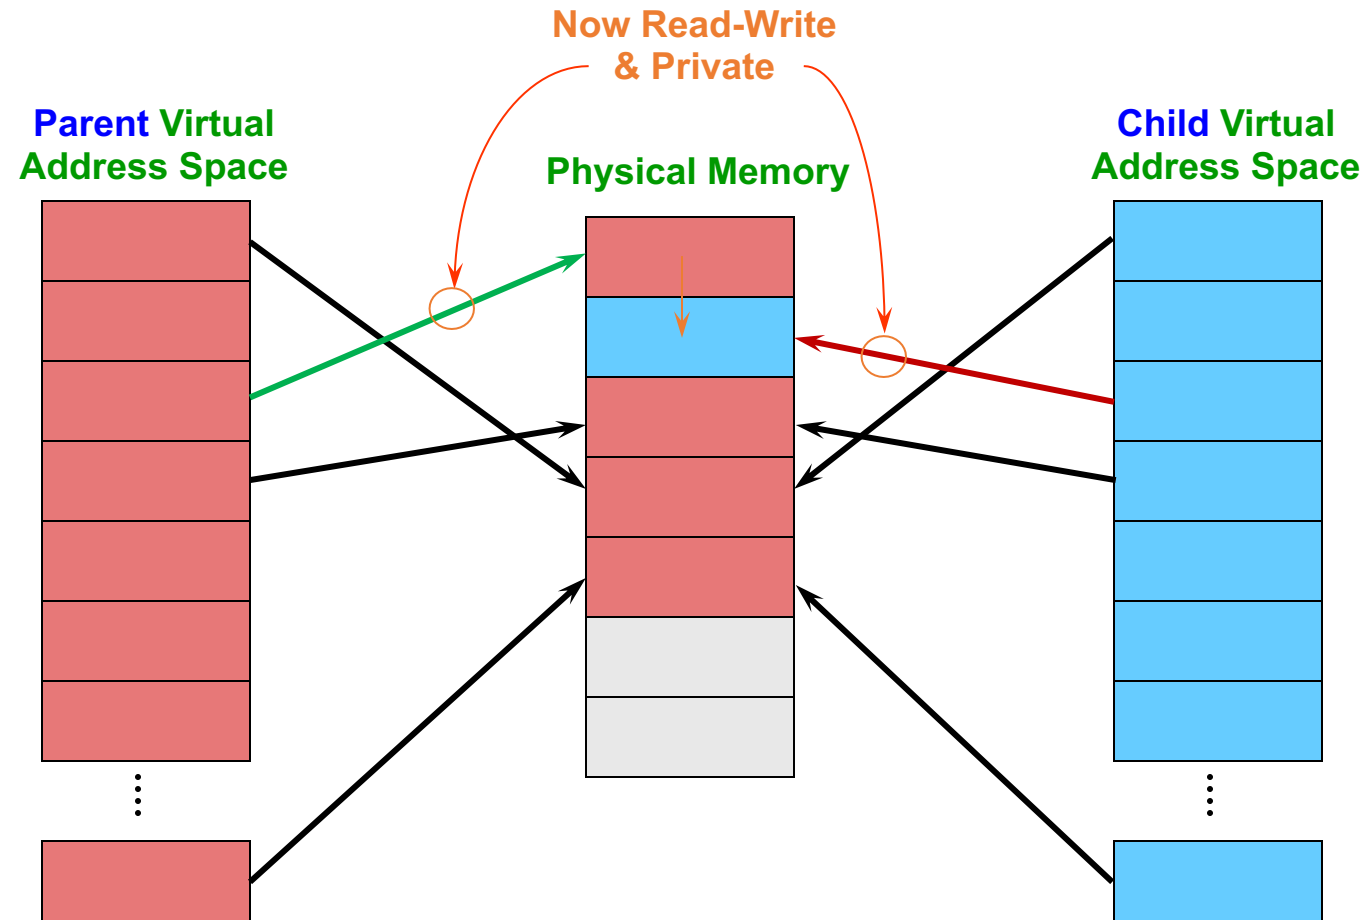 Now Read-Write
& Private
Parent Virtual
Address Space
Physical Memory
Child Virtual
Address Space